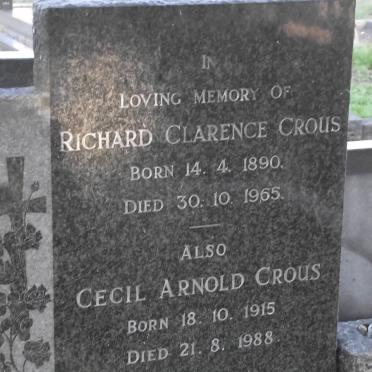 IN
LOVING MEMORY OF
RICHARD CLARENCE CROUS
BORN 14. 4. 1890.
DIED 30. 10. 1965.
ALSO
CECIL ARNOLD CROUS
BORN 18. 10. 1915
DIED 21. 8. 1988.